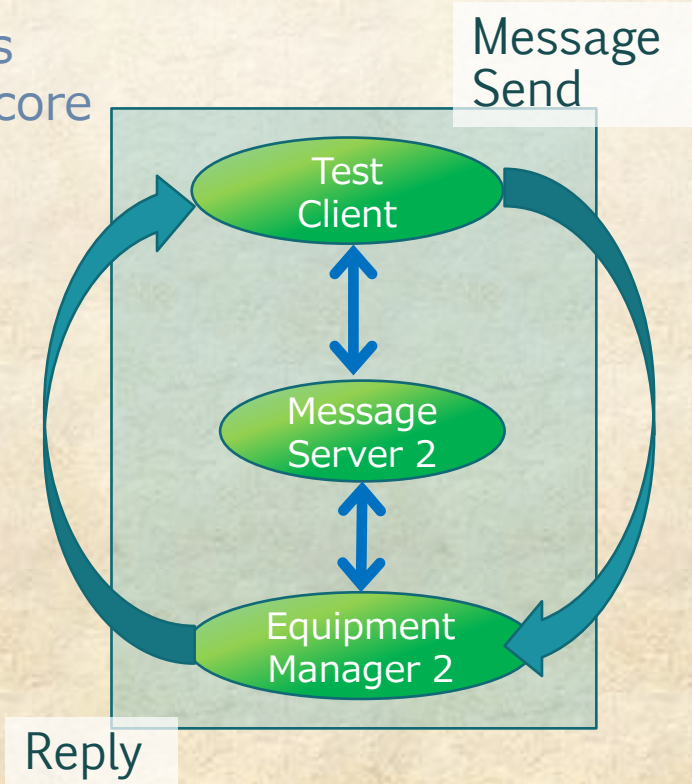 s
core
Message
Send
Test
Client
Message
Server 2
Equipment
Manager 2
Reply